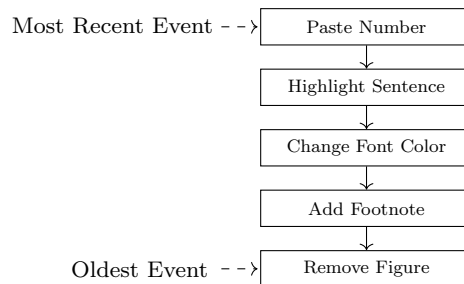 Most Recent Event
Paste Number
Highlight Sentence
Change Font Color
Add Footnote
Oldest Event
Remove Figure